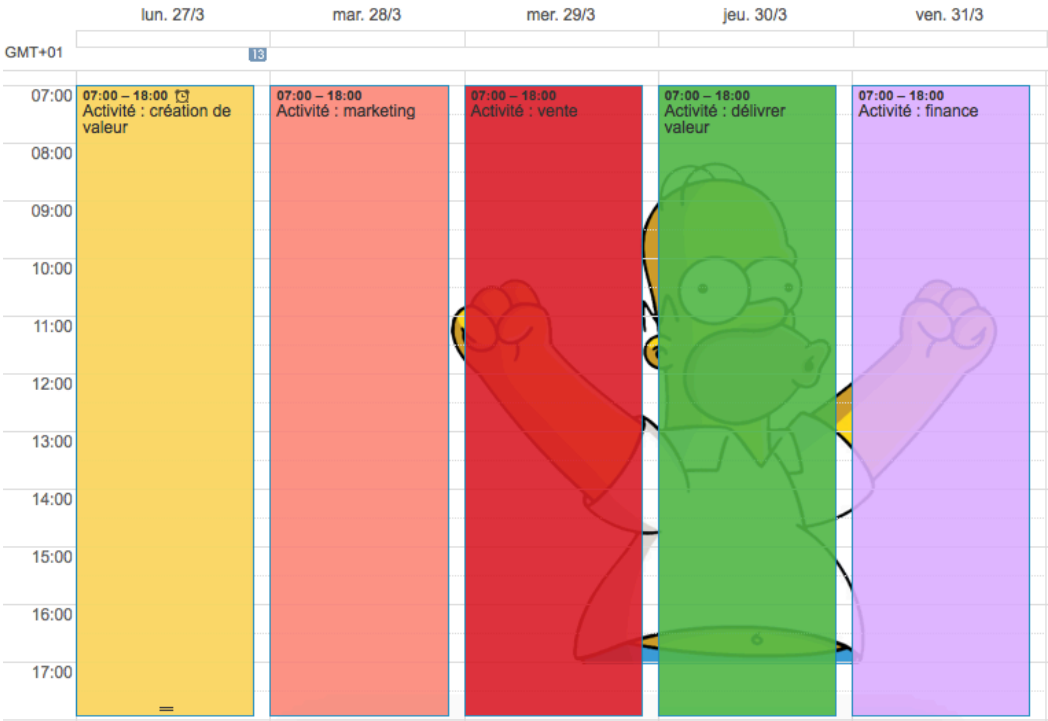 lun. 27/3
mar. 28/3
mer. 29/3
jeu. 30/3
ven. 31/3
GMT+01
13
07:00
07:00 – 18:00
Activité : création de
valeur
07:00 – 18:00
Activité : marketing
07:00 – 18:00
Activité : vente
07:00 – 18:00
Activité : délivrer
valeur
07:00 – 18:00
Activité : finance
08:00
09:00
10:00
11:00
12:00
13:00
14:00
15:00
16:00
17:00